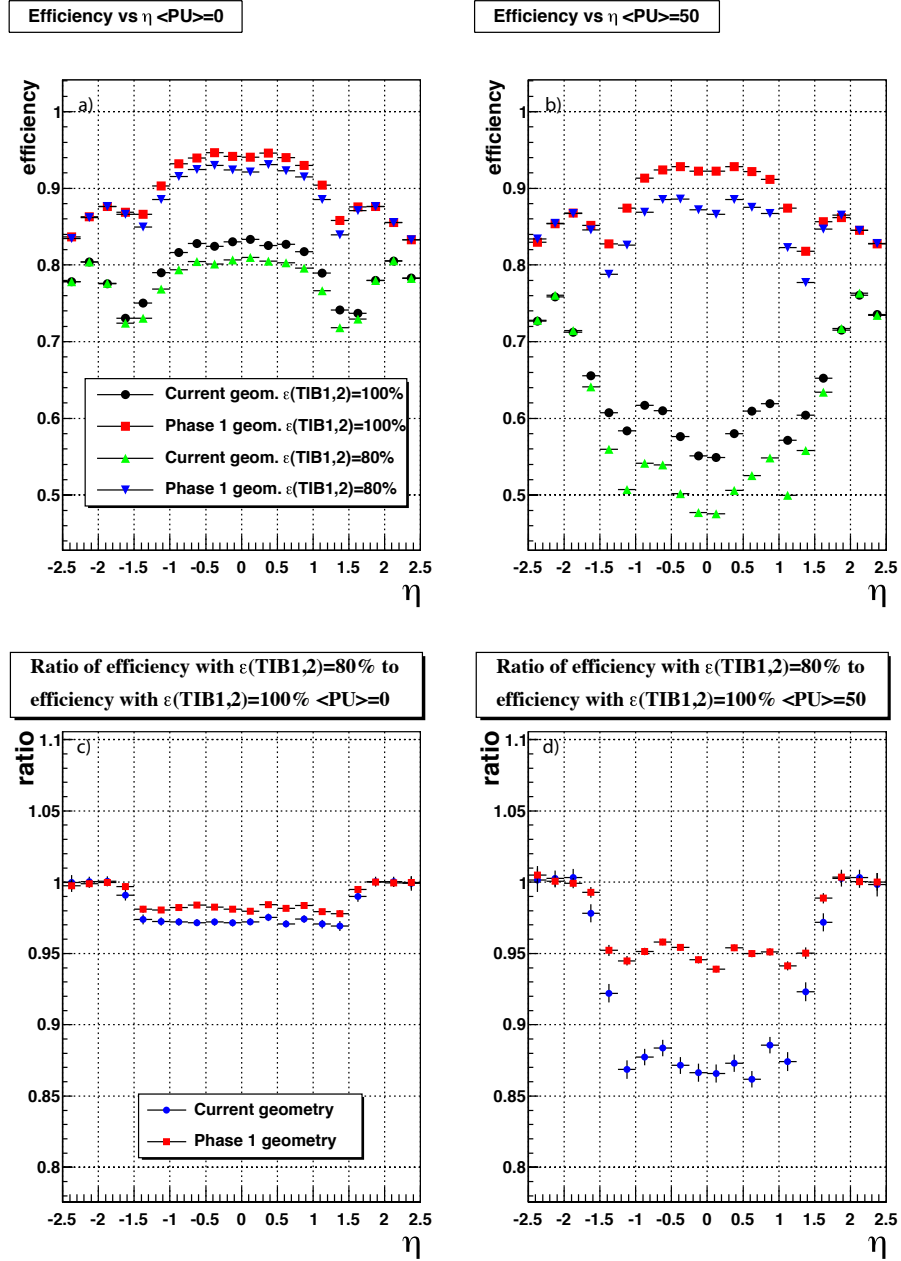 Efficiency vs η <PU>=0
Efficiency vs η <PU>=50
efficiency
a)
1
0.9
0.8
0.7
0.6
0.5
Current geom. ε(TIB1,2)=100%
Phase 1 geom. ε(TIB1,2)=100%
Current geom. ε(TIB1,2)=80%
Phase 1 geom. ε(TIB1,2)=80%
-2.5 -2 -1.5 -1 -0.5 0 0.5 1 1.5 2 2.5
η
efficiency
b)
1
0.9
0.8
0.7
0.6
0.5
-2.5 -2 -1.5 -1 -0.5 0 0.5 1 1.5 2 2.5
η
Ratio of efficiency with ε(TIB1,2)=80% to
efficiency with ε(TIB1,2)=100% <PU>=0
Ratio of efficiency with ε(TIB1,2)=80% to
efficiency with ε(TIB1,2)=100% <PU>=50
ratio
c)
1.1
1.05
1
0.95
0.9
0.85
0.8
Current geometry
Phase 1 geometry
-2.5 -2 -1.5 -1 -0.5 0 0.5 1 1.5 2 2.5
η
ratio
d)
1.1
1.05
1
0.95
0.9
0.85
0.8
-2.5 -2 -1.5 -1 -0.5 0 0.5 1 1.5 2 2.5
η